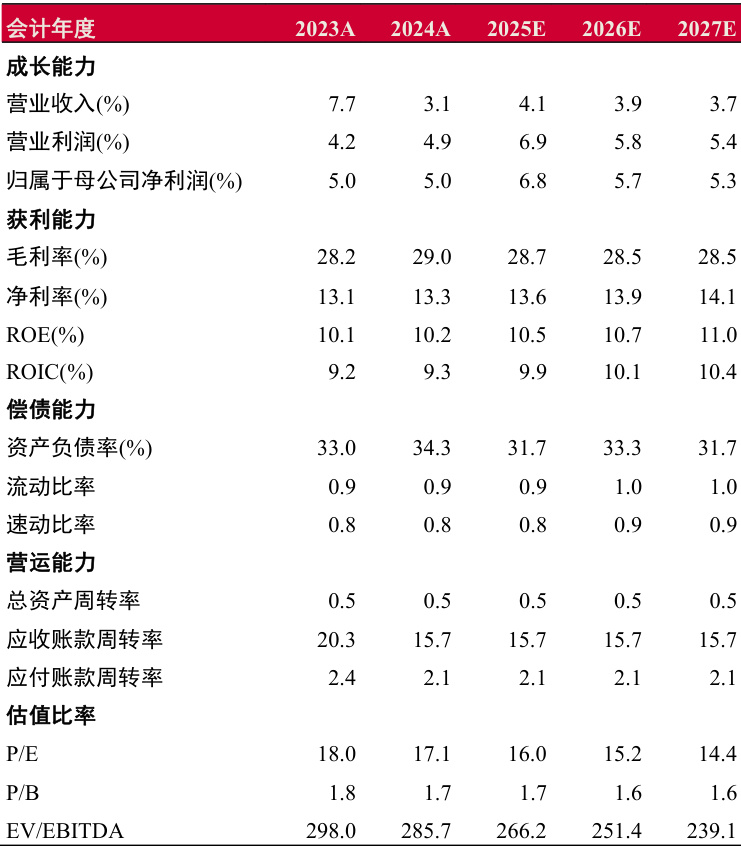 会计年度 2023A 2024A 2025E 2026E 2027E
成长能力
营业收入(%) 7.7 3.1 4.1 3.9 3.7
营业利润(%) 4.2 4.9 6.9 5.8 5.4
归属于母公司净利润(%) 5.0 5.0 6.8 5.7 5.3
获利能力
毛利率(%) 28.2 29.0 28.7 28.5 28.5
净利率(%) 13.1 13.3 13.6 13.9 14.1
ROE(%) 10.1 10.2 10.5 10.7 11.0
ROIC(%) 9.2 9.3 9.9 10.1 10.4
偿债能力
资产负债率(%) 33.0 34.3 31.7 33.3 31.7
流动比率 0.9 0.9 0.9 1.0 1.0
速动比率 0.8 0.8 0.8 0.9 0.9
营运能力
总资产周转率 0.5 0.5 0.5 0.5 0.5
应收账款周转率 20.3 15.7 15.7 15.7 15.7
应付账款周转率 2.4 2.1 2.1 2.1 2.1
估值比率
P/E 18.0 17.1 16.0 15.2 14.4
P/B 1.8 1.7 1.7 1.6 1.6
EV/EBITDA 298.0 285.7 266.2 251.4 239.1